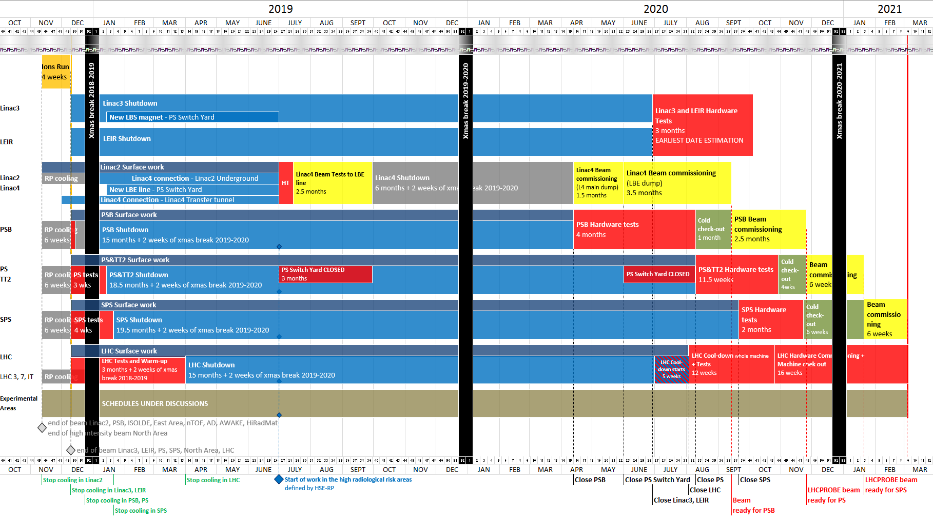 2019
2020
2021
OCT
NOV
DEC
JAN
FEB
MAR
APR
MAY
JUNE
JULY
AUG
SEPT
OCT
NOV
DEC
JAN
FEB
MAR
APR
MAY
JUNE
JULY
AUG
SEPT
OCT
NOV
DEC
JAN
FEB
MAR
Ions Run
4 weeks
Xmas break 2018-2019
Xmas break 2019-2020
Xmas break 2020-2021
Linac3
Linac3 Shutdown
New LBS magnet - PS Switch Yard
Linac3 and LEIR Hardware
Tests
3 months
EARLIEST DATE ESTIMATION
LEIR
LEIR Shutdown
Linac2
Linac4
Linac2 Surface work
RP cooling
Linac4 connection - Linac2 Underground
New LBE line - PS Switch Yard
Linac4 Connection - Transfer tunnel
HT
Linac4 Beam Tests to LBE
line
2.5 months
Linac4 Shutdown
6 months + 2 weeks of xmas break 2019-2020
Linac4 Beam
commissioning
(L4 main dump)
1.5 months
Linac4 Beam commissioning
(LBE dump)
3.5 months
PSB
PSB Surface work
RP cooling
6 weeks
PSB Shutdown
15 months + 2 weeks of xmas break 2019-2020
PSB Hardware tests
4 months
Cold
check-out
1 month
PSB Beam
commissioning
2.5 months
PS
TT2
PS&TT2 Surface work
RP cooling
6 weeks
PS tests
3 wks
PS&TT2 Shutdown
18.5 months + 2 weeks of xmas break 2019-2020
PS Switch Yard CLOSED
3 months
PS Switch Yard CLOSED
PS&TT2 Hardware tests
11.5 weeks
Cold
check-
out
4wks
Beam
commissioning
6 weeks
SPS
SPS Surface work
RP cooling
6 weeks
SPS tests
4 wks
SPS Shutdown
19.5 months + 2 weeks of xmas break 2019-2020
SPS Hardware
tests
2 months
Cold
check-
out
6 weeks
Beam
commissio
ning
6 weeks
LHC
LHC 3, 7, IT
LHC Surface work
RP cooling
LHC Tests and Warm-up
3 months + 2 weeks of xmas
break 2018-2019
LHC Shutdown
15 months + 2 weeks of xmas break 2019-2020
LHC Cool-
down starts
5 weeks
LHC Cool-down whole machine
+ Tests
12 weeks
LHC Hardware Commissioning +
Machine check out
16 weeks
Experimental
Areas
SCHEDULES UNDER DISCUSSIONS
end of beam Linac2, PSB, ISOLDE, East Area, nTOF, AD, AWAKE, HiRadMat
end of high intensity beam North Area
end of beam Linac3, LEIR, PS, SPS, North Area, LHC
OCT
NOV
DEC
JAN
FEB
MAR
APR
MAY
JUNE
JULY
AUG
SEPT
OCT
NOV
DEC
JAN
FEB
MAR
APR
MAY
JUNE
JULY
AUG
SEPT
OCT
NOV
DEC
JAN
FEB
MAR
Stop cooling in Linac2
Stop cooling in Linac3, LEIR
Stop cooling in PSB, PS
Stop cooling in SPS
Stop cooling in LHC
Start of work in the high radiological risk areas
defined by HSE-RP
Close PSB
Close PS Switch Yard
Close Linac3, LEIR
Close PS
Close LHC
Close SPS
Beam
ready for PSB
LHCPROBE beam
ready for PS
LHCPROBE beam
ready for SPS